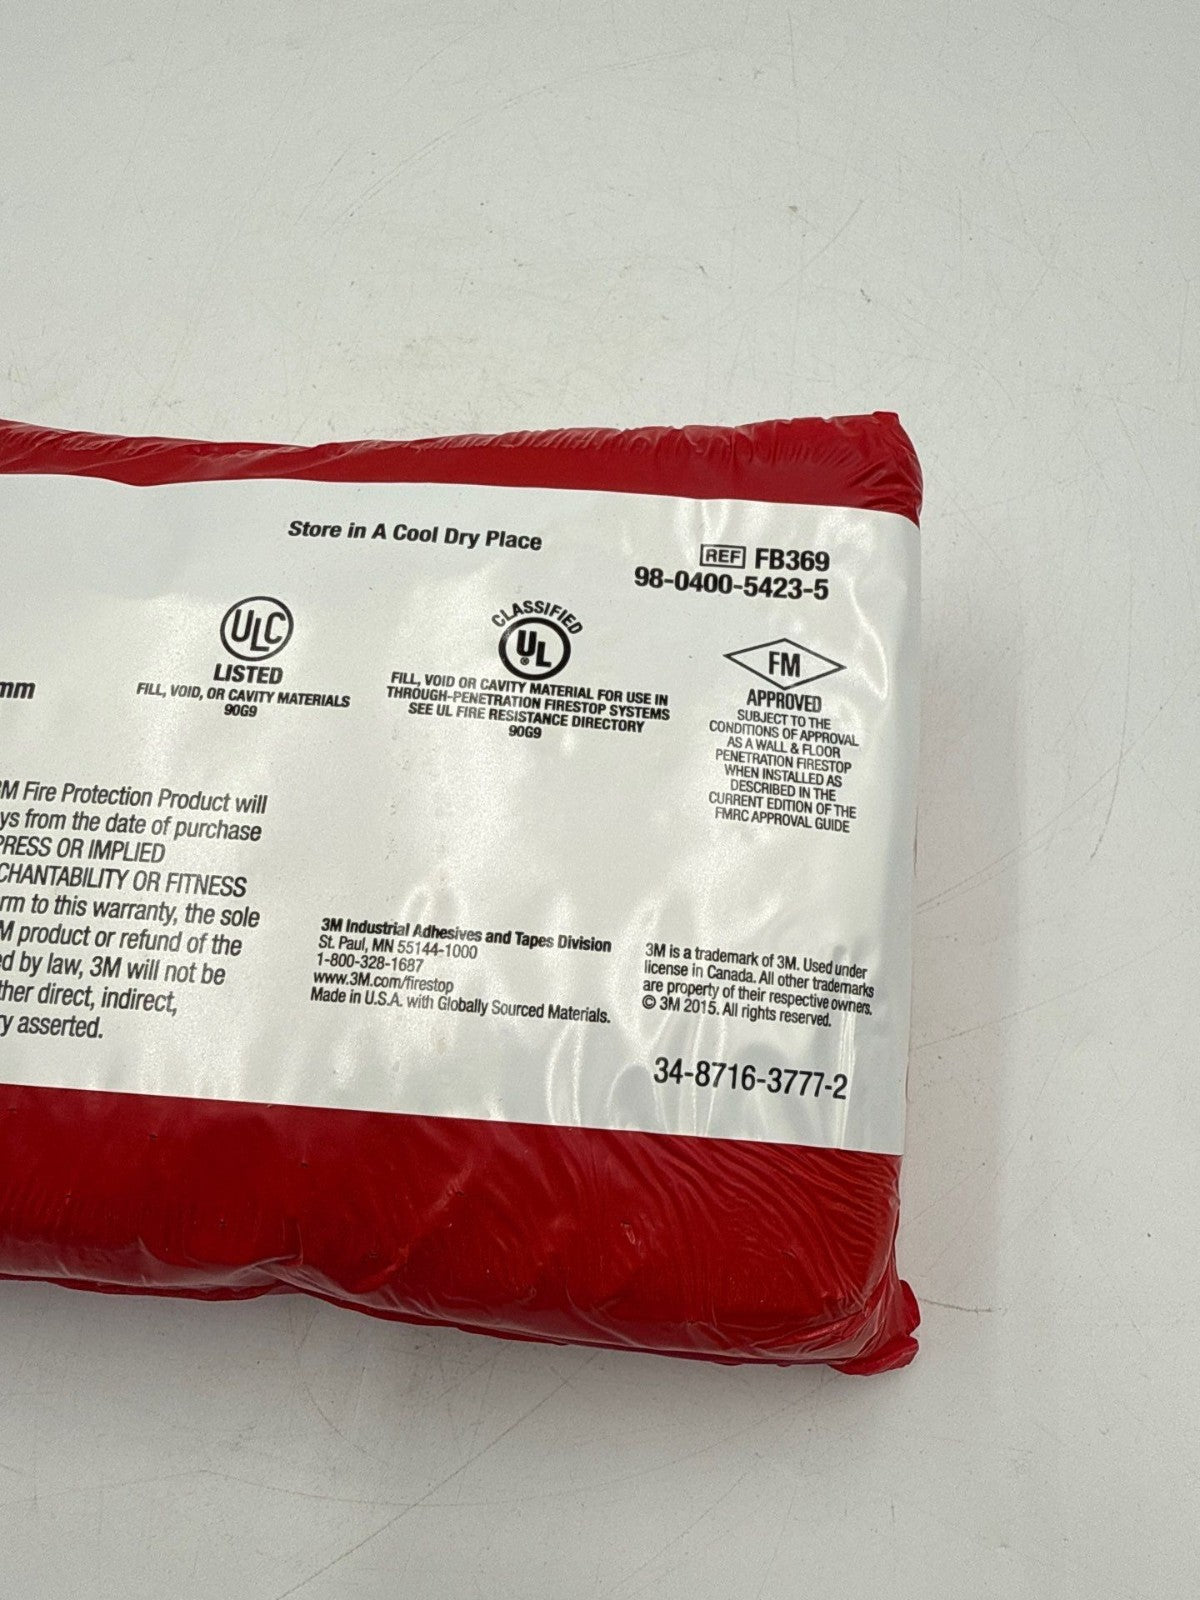 Store in A Cool Dry Place
REF FB369
98-0400-5423-5
ULC
LISTED
FILL, VOID, OR CAVITY MATERIALS
90G9
CLASSIFIED
UL
FILL, VOID OR CAVITY MATERIAL FOR USE IN
THROUGH-PENETRATION FIRESTOP SYSTEMS
SEE UL FIRE RESISTANCE DIRECTORY
90G9
FM
APPROVED
SUBJECT TO THE
CONDITIONS OF APPROVAL
AS A WALL & FLOOR
PENETRATION FIRESTOP
WHEN INSTALLED AS
DESCRIBED IN THE
CURRENT EDITION OF THE
FMRC APPROVAL GUIDE
mm
Fire Protection Product will
from the date of purchase
OR IMPLIED
OR FITNESS
to this warranty, the sole
product or refund of the
by law, 3M will not be
direct, indirect,
asserted.
3M Industrial Adhesives and Tapes Division
St. Paul, MN 55144-1000
1-800-328-1687
www.3M.com/firestop
Made in U.S.A. with Globally Sourced Materials.
3M is a trademark of 3M. Used under
license in Canada. All other trademarks
are property of their respective owners.
© 3M 2015. All rights reserved.
34-8716-3777-2